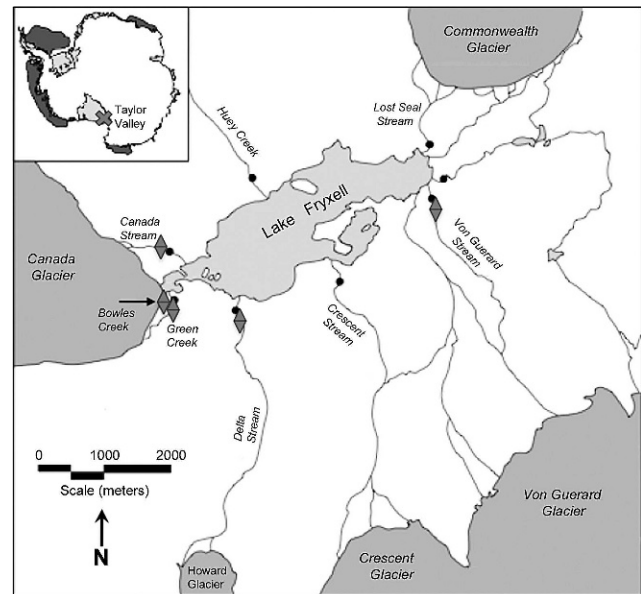 Commonwealth
Glacier
Taylor
Valley
Lost Seal
Stream
Huey Creek
Lake Fryxell
Canada
Stream
Von Guerard
Stream
Canada
Glacier
Bowles
Creek
Green
Creek
Crescent
Stream
Delta
Stream
0 1000 2000
Scale (meters)
N
Von Guerard
Glacier
Crescent
Glacier
Howard
Glacier